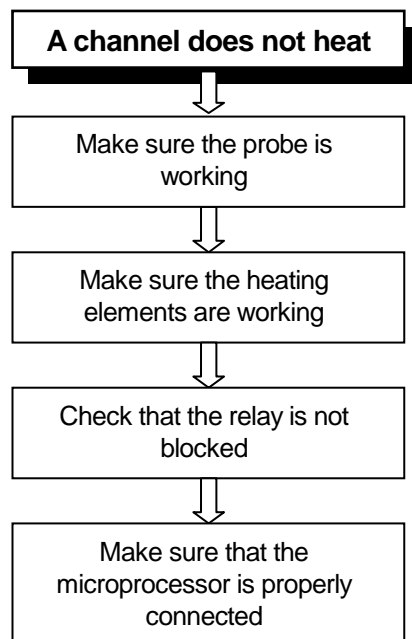 A channel does not heat
Make sure the probe is
working
Make sure the heating
elements are working
Check that the relay is not
blocked
Make sure that the
microprocessor is properly
connected